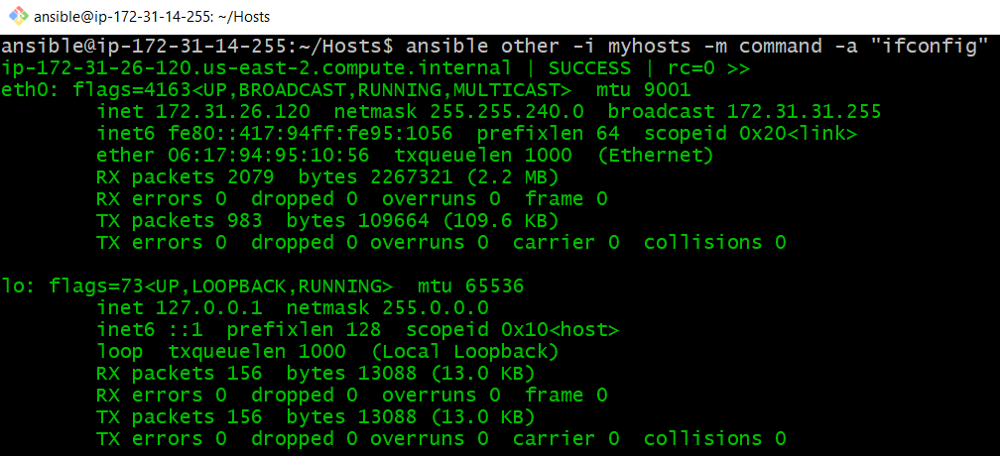 ansible@ip-172-31-14-255: ~/Hosts
ansible@ip-172-31-14-255:~/Hosts$ ansible other -i myhosts -m command -a "ifconfig"
ip-172-31-26-120.us-east-2.compute.internal | SUCCESS | rc=0 >>
eth0: flags=4163<UP,BROADCAST,RUNNING,MULTICAST>  mtu 9001
        inet 172.31.26.120  netmask 255.255.240.0  broadcast 172.31.31.255
        inet6 fe80::417:94ff:fe95:1056  prefixlen 64  scopeid 0x20<link>
        ether 06:17:94:95:10:56  txqueuelen 1000  (Ethernet)
        RX packets 2079  bytes 2267321 (2.2 MB)
        RX errors 0  dropped 0  overruns 0  frame 0
        TX packets 983  bytes 109664 (109.6 KB)
        TX errors 0  dropped 0 overruns 0  carrier 0  collisions 0

lo: flags=73<UP,LOOPBACK,RUNNING>  mtu 65536
        inet 127.0.0.1  netmask 255.0.0.0
        inet6 ::1  prefixlen 128  scopeid 0x10<host>
        loop  txqueuelen 1000  (Local Loopback)
        RX packets 156  bytes 13088 (13.0 KB)
        RX errors 0  dropped 0  overruns 0  frame 0
        TX packets 156  bytes 13088 (13.0 KB)
        TX errors 0  dropped 0 overruns 0  carrier 0  collisions 0